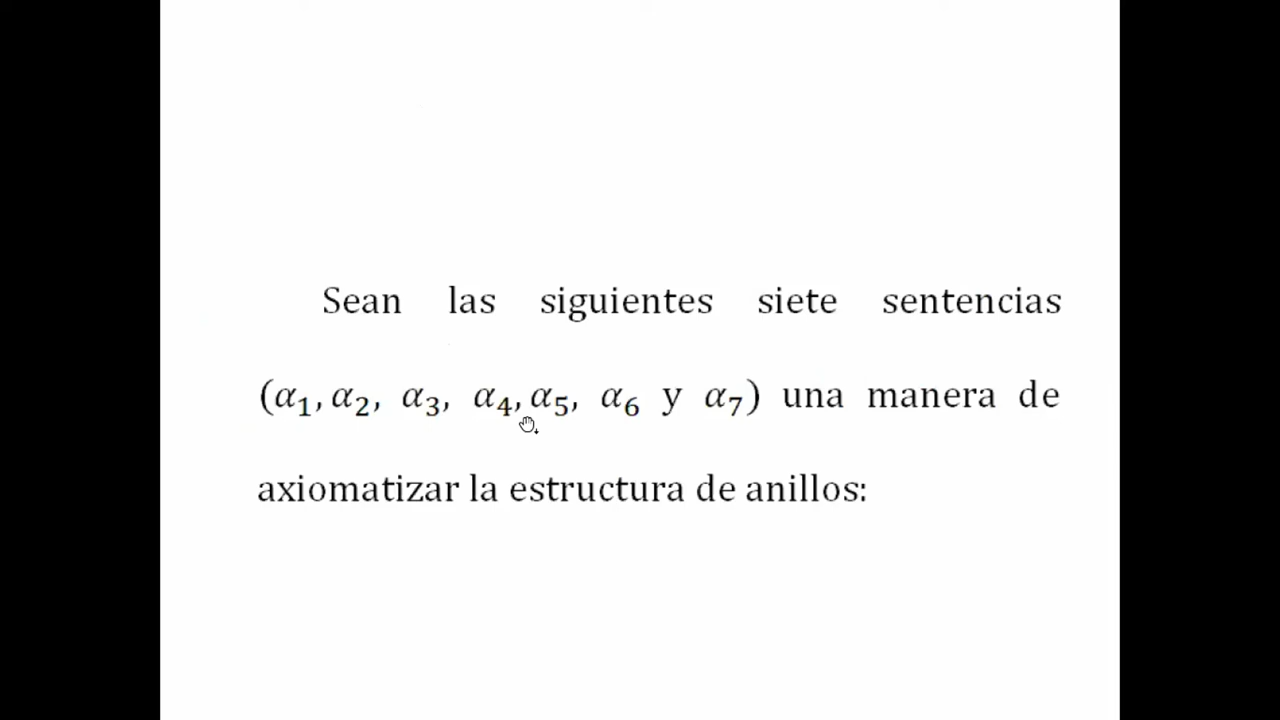 Sean las siguientes siete sentencias
(α₁, α₂, α₃, α₄, α₅, α₆ y α₇) una manera de
axiomatizar la estructura de anillos: